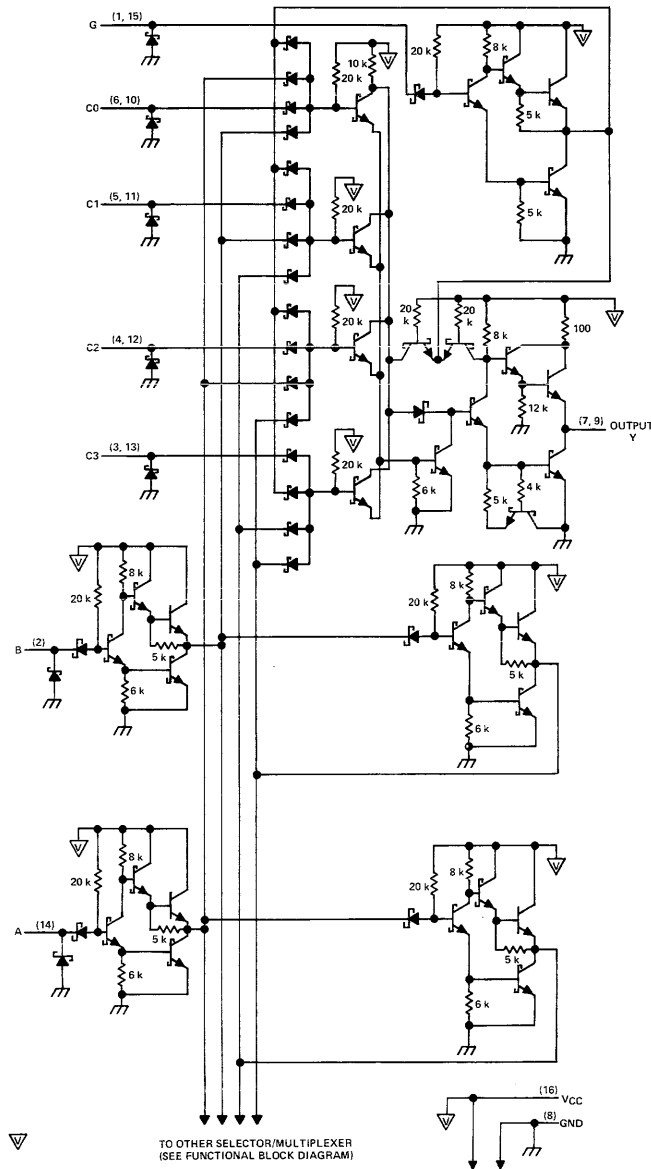 G (1, 15)
20 k
8 k
5 k
5 k
10 k
20 k
C0 (6, 10)
C1 (5, 11)
20 k
C2 (4, 12)
20 k
20 k
20 k
8 k
100
12 k
(7, 9) OUTPUT Y
C3 (3, 13)
20 k
6 k
5 k
4 k
8 k
20 k
B (2)
5 k
6 k
8 k
20 k
5 k
6 k
8 k
20 k
A (14)
5 k
6 k
8 k
20 k
5 k
6 k
TO OTHER SELECTOR/MULTIPLEXER
(SEE FUNCTIONAL BLOCK DIAGRAM)
(16) VCC
(8) GND
V